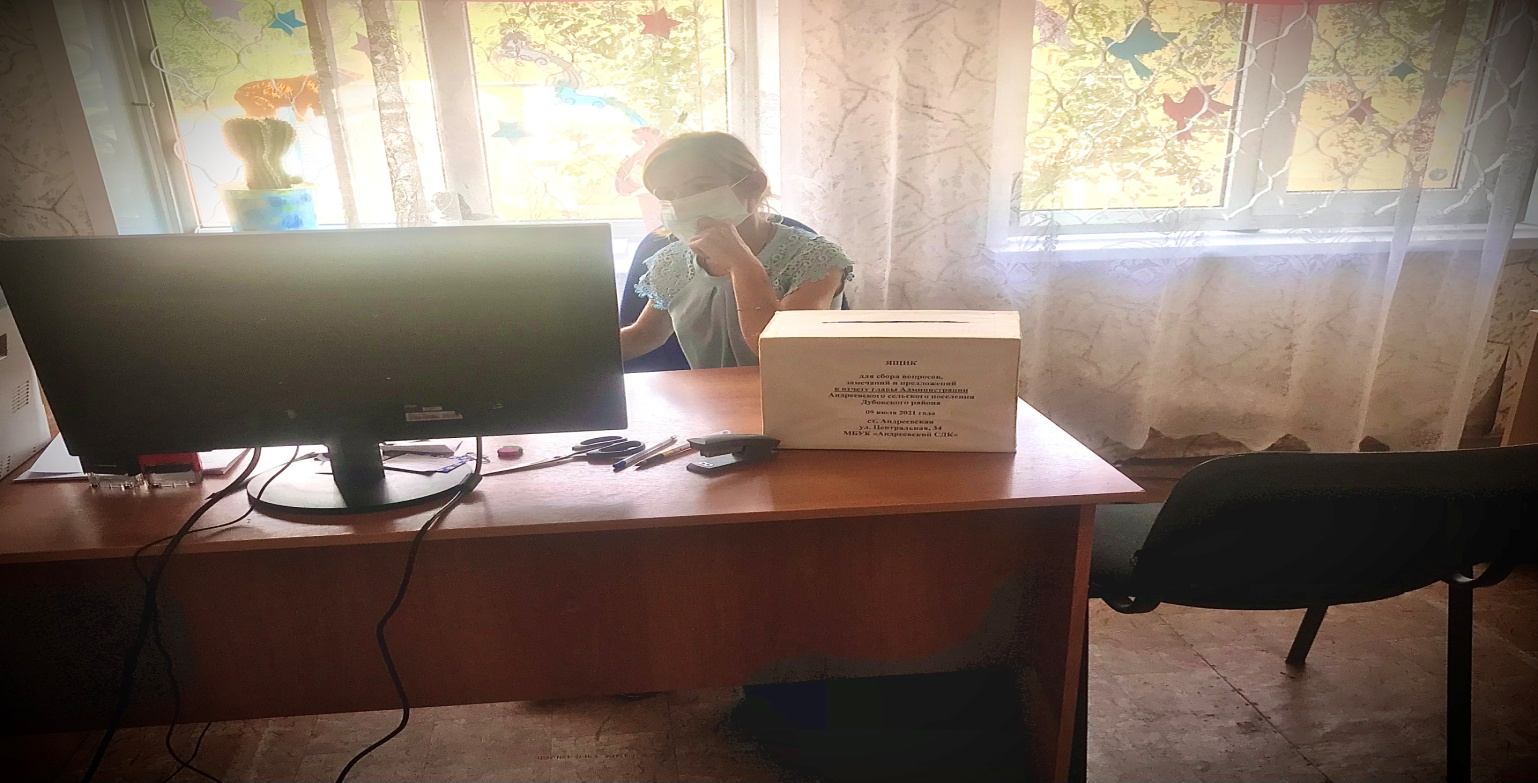 ЯЩИК
для сбора вопросов,
замечаний и предложений
к отчету главы Администрации
Андреевского сельского поселения
Дубовского района
09 июля 2021 года
ст. Андреевская
ул. Центральная, 34
МБУК «Андреевский СДК»